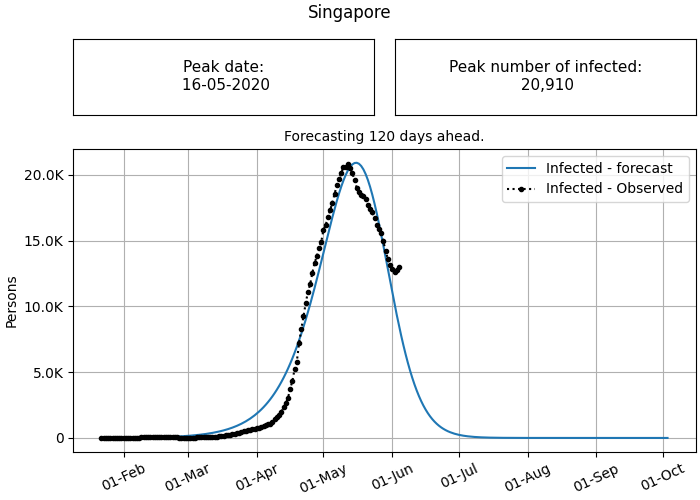 Singapore
Peak date:
16-05-2020
Peak number of infected:
20,910
Forecasting 120 days ahead.
Infected - forecast
Infected - Observed
20.0K
15.0K
10.0K
5.0K
0
Persons
01-Feb
01-Mar
01-Apr
01-May
01-Jun
01-Jul
01-Aug
01-Sep
01-Oct